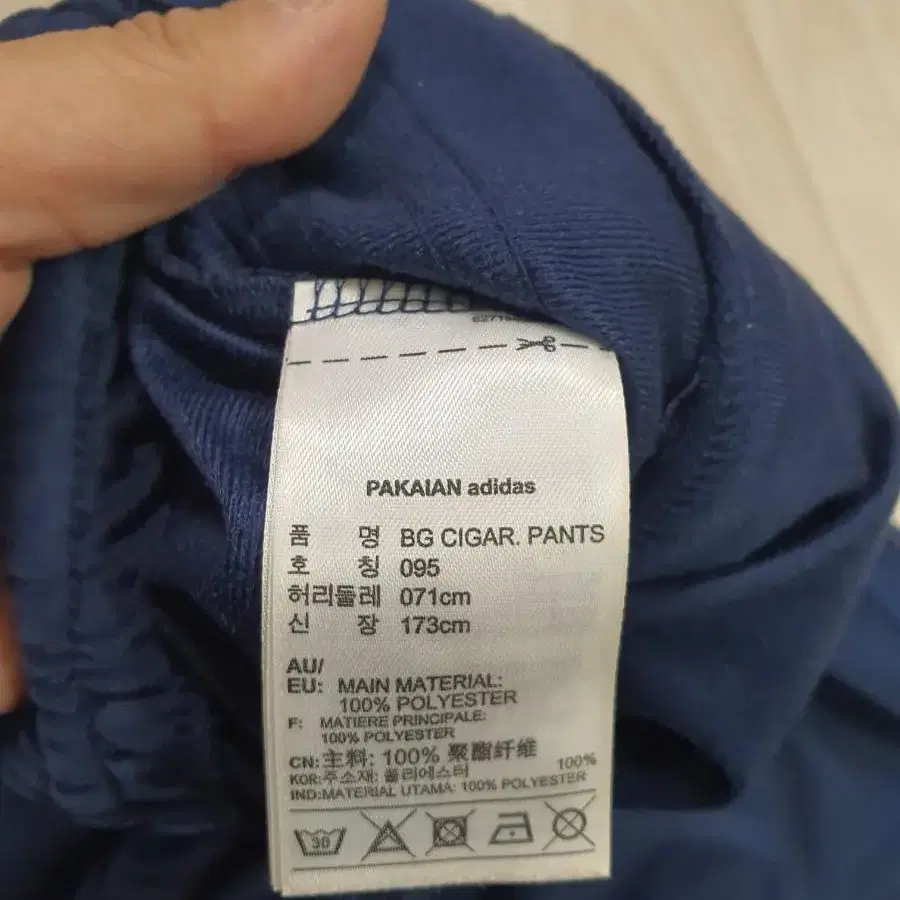 PAKAIAN adidas
품 명 BG CIGAR. PANTS
호 칭 095
허리둘레 071cm
신 장 173cm
AU/
EU: MAIN MATERIAL:
100% POLYESTER
F: MATIERE PRINCIPALE:
100% POLYESTER
CN:主料: 100% 聚酯纤维
KOR:주소재: 폴리에스터 100%
IND:MATERIAL UTAMA: 100% POLYESTER
30